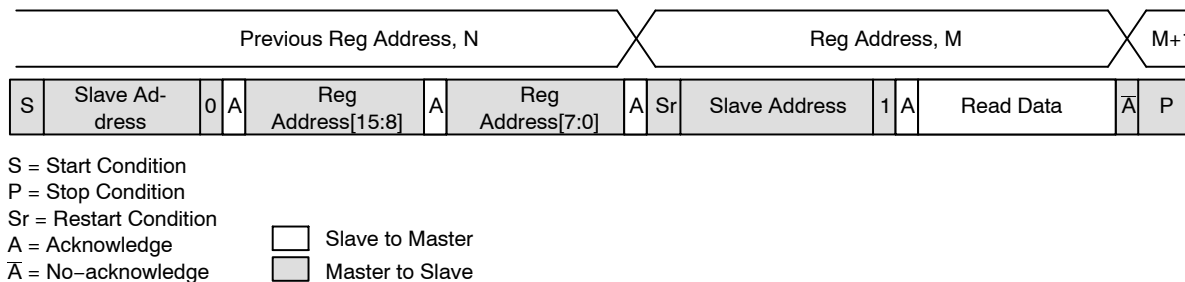 Previous Reg Address, N Reg Address, M M+1
S Slave Ad-
dress 0 A Reg
Address[15:8] A Reg
Address[7:0] A Sr Slave Address 1 A Read Data A̅ P
S = Start Condition
P = Stop Condition
Sr = Restart Condition
A = Acknowledge
A̅ = No−acknowledge
Slave to Master
Master to Slave